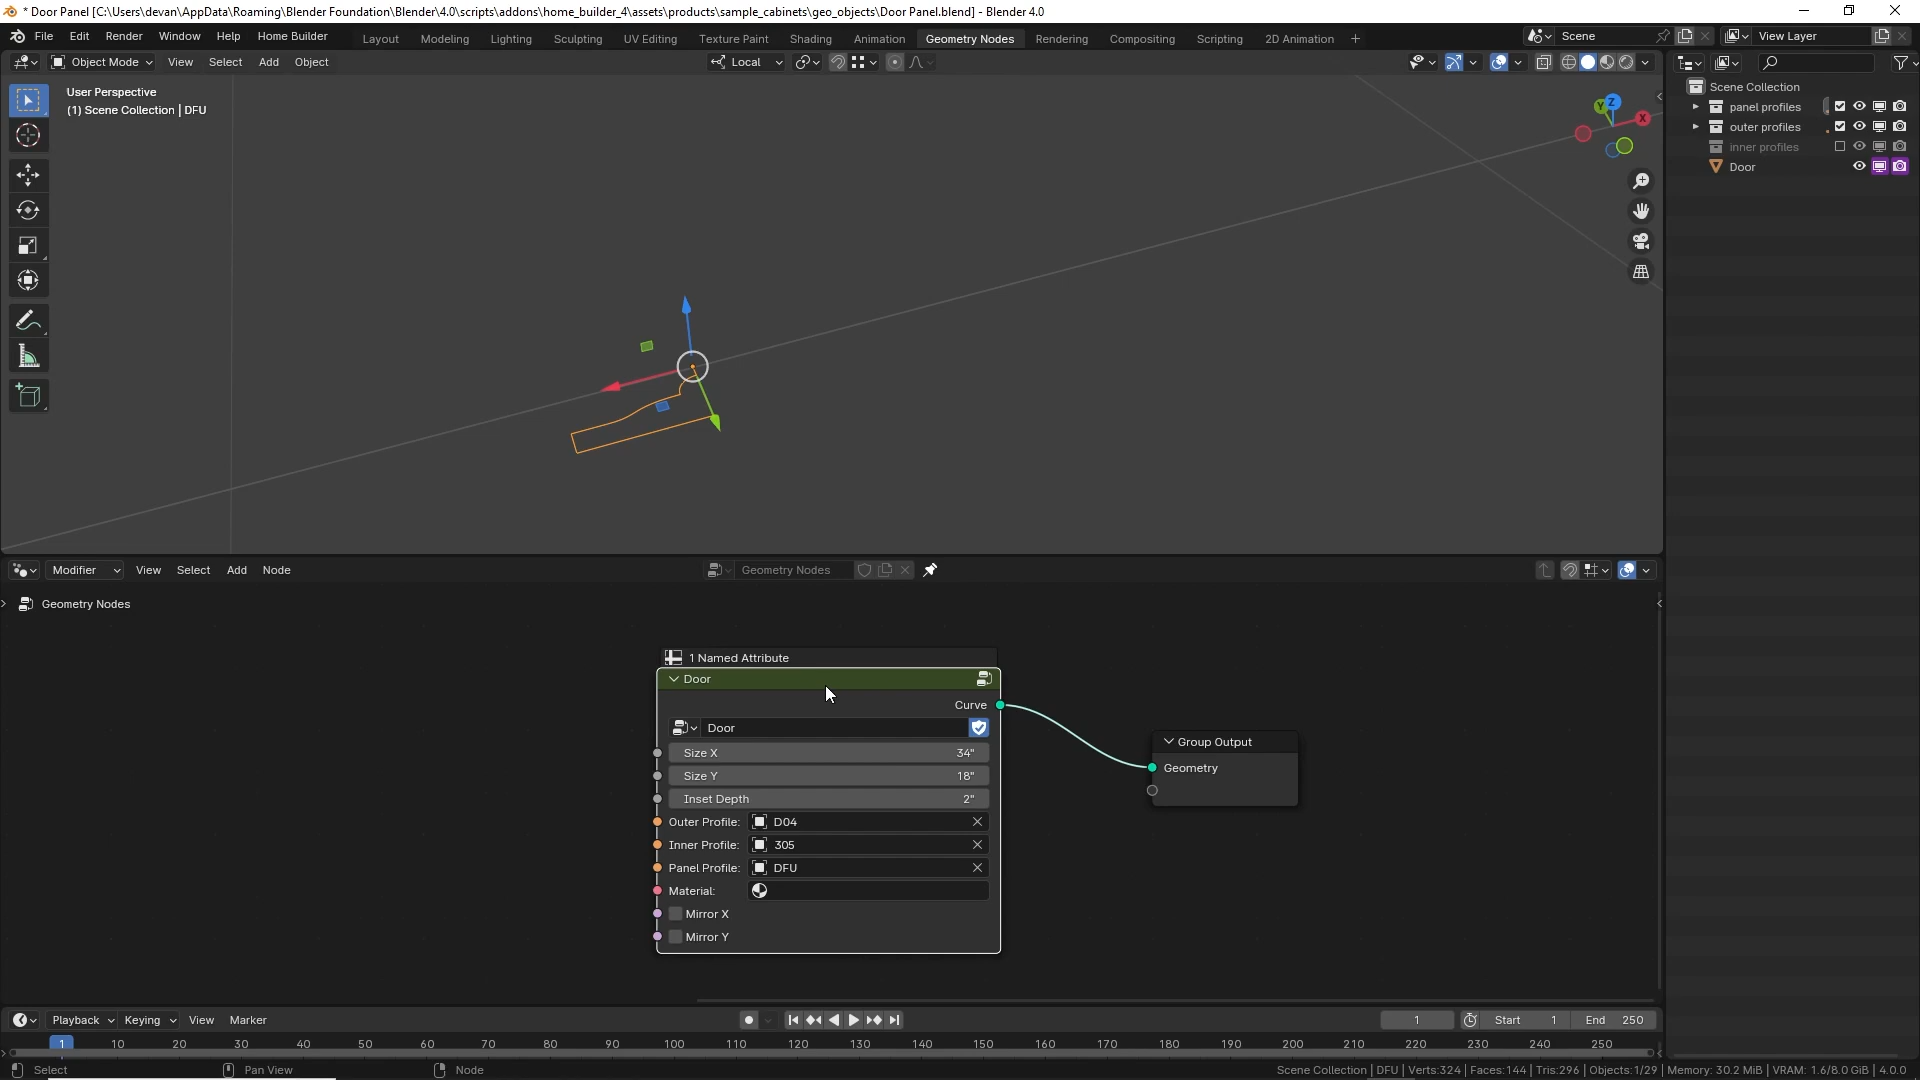 * Door Panel [C:\Users\devan\AppData\Roaming\Blender Foundation\Blender\4.0\scripts\addons\home_builder_4\assets\products\sample_cabinets\geo_objects\Door Panel.blend] - Blender 4.0
File Edit Render Window Help Home Builder Layout Modeling Lighting Sculpting UV Editing Texture Paint Shading Animation Geometry Nodes Rendering Compositing Scripting 2D Animation + Scene View Layer
Object Mode View Select Add Object Local
User Perspective
(1) Scene Collection | DFU
Z
Y
X
Scene Collection
panel profiles
outer profiles
inner profiles
Door
Modifier View Select Add Node Geometry Nodes
Geometry Nodes
1 Named Attribute
Door
Curve
Door
Size X 34"
Size Y 18"
Inset Depth 2"
Outer Profile: D04
Inner Profile: 305
Panel Profile: DFU
Material:
Mirror X
Mirror Y
Group Output
Geometry
Playback Keying View Marker 1 Start 1 End 250
1 10 20 30 40 50 60 70 80 90 100 110 120 130 140 150 160 170 180 190 200 210 220 230 240 250
Select Pan View Node Scene Collection | DFU | Verts:324 | Faces:144 | Tris:296 | Objects:1/29 | Memory: 30.2 MiB | VRAM: 1.6/8.0 GiB | 4.0.0